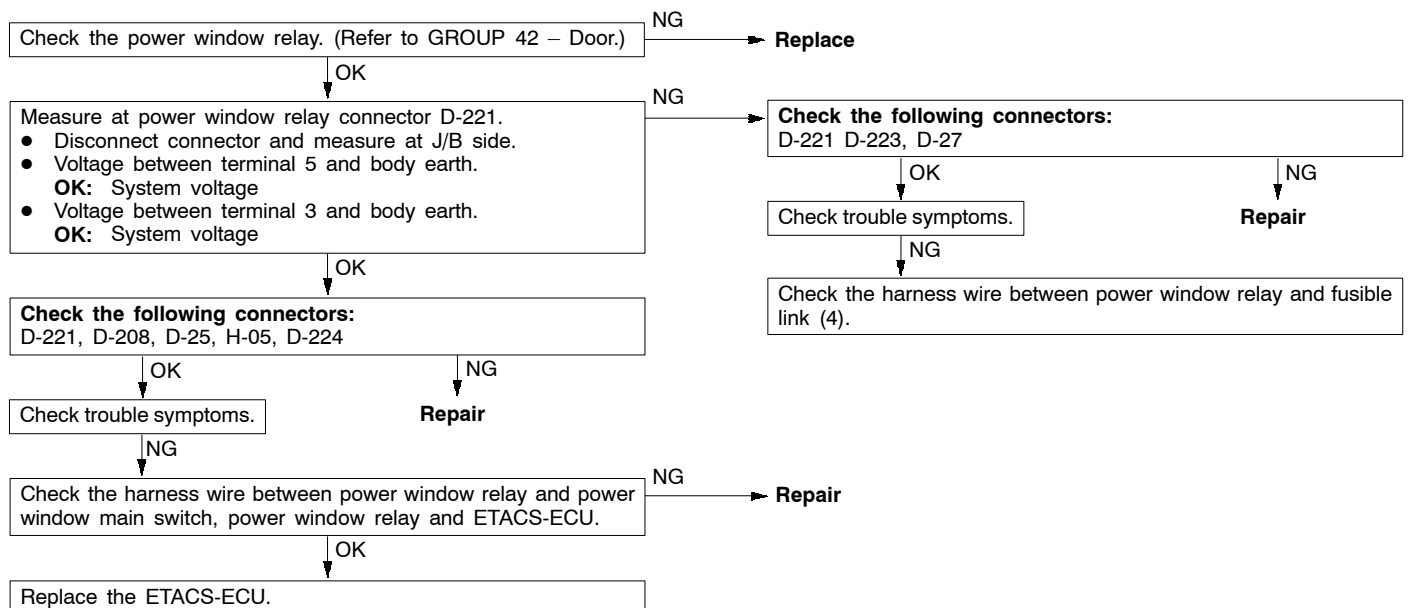 NG
Check the power window relay. (Refer to GROUP 42 – Door.)
Replace
OK
NG
Measure at power window relay connector D-221.
● Disconnect connector and measure at J/B side.
● Voltage between terminal 5 and body earth.
OK: System voltage
● Voltage between terminal 3 and body earth.
OK: System voltage
Check the following connectors:
D-221 D-223, D-27
OK
NG
Check trouble symptoms.
Repair
NG
Check the harness wire between power window relay and fusible
link (4).
OK
Check the following connectors:
D-221, D-208, D-25, H-05, D-224
OK
NG
Check trouble symptoms.
Repair
NG
NG
Check the harness wire between power window relay and power
window main switch, power window relay and ETACS-ECU.
Repair
OK
Replace the ETACS-ECU.